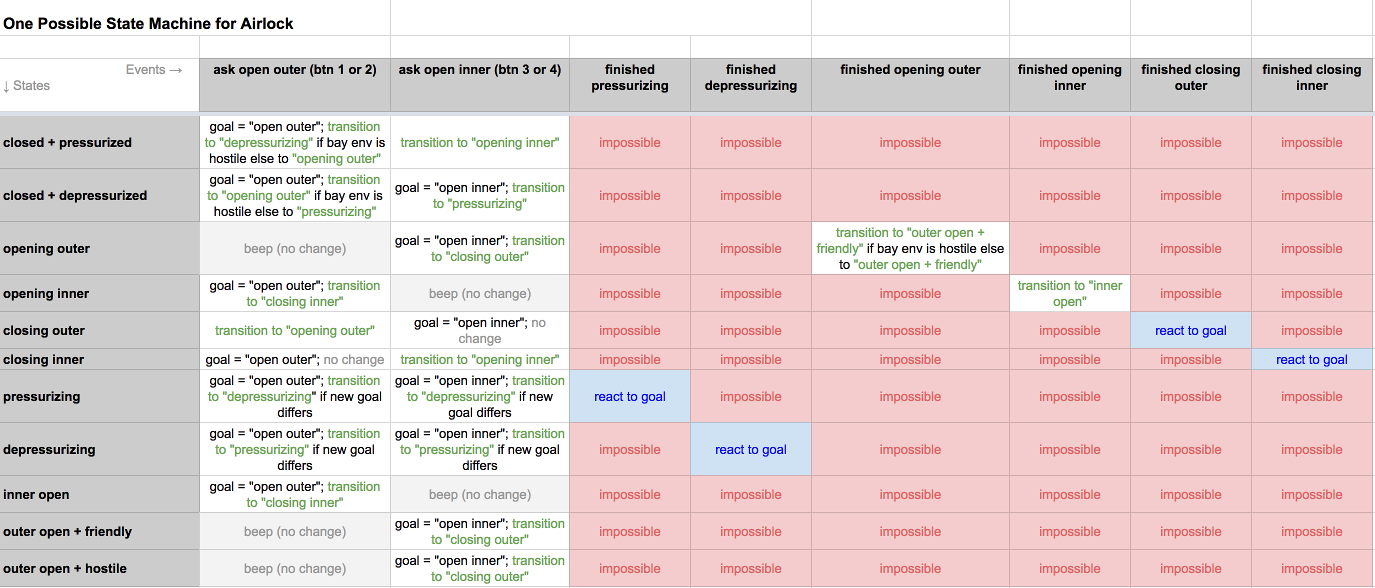 One Possible State Machine for Airlock
Events →
↓ States
ask open outer (btn 1 or 2)
ask open inner (btn 3 or 4)
finished
pressurizing
finished
depressurizing
finished opening outer
finished opening
inner
finished closing
outer
finished closing
inner
closed + pressurized
goal = "open outer"; transition
to "depressurizing" if bay env is
hostile else to "opening outer"
transition to "opening inner"
impossible
impossible
impossible
impossible
impossible
impossible
closed + depressurized
goal = "open outer"; transition
to "opening outer" if bay env is
hostile else to "pressurizing"
goal = "open inner"; transition
to "pressurizing"
impossible
impossible
impossible
impossible
impossible
impossible
opening outer
beep (no change)
goal = "open inner"; transition
to "closing outer"
impossible
impossible
transition to "outer open +
friendly" if bay env is hostile else
to "outer open + friendly"
impossible
impossible
impossible
opening inner
goal = "open outer"; transition
to "closing inner"
beep (no change)
impossible
impossible
impossible
transition to "inner
open"
impossible
impossible
closing outer
transition to "opening outer"
goal = "open inner"; no
change
impossible
impossible
impossible
impossible
react to goal
impossible
closing inner
goal = "open outer"; no change
transition to "opening inner"
impossible
impossible
impossible
impossible
impossible
react to goal
pressurizing
goal = "open outer"; transition
to "depressurizing" if new goal
differs
goal = "open inner"; transition
to "depressurizing" if new
goal differs
react to goal
impossible
impossible
impossible
impossible
impossible
depressurizing
goal = "open outer"; transition
to "pressurizing" if new goal
differs
goal = "open inner"; transition
to "pressurizing" if new goal
differs
impossible
react to goal
impossible
impossible
impossible
impossible
inner open
goal = "open outer"; transition
to "closing inner"
beep (no change)
impossible
impossible
impossible
impossible
impossible
impossible
outer open + friendly
beep (no change)
goal = "open inner"; transition
to "closing outer"
impossible
impossible
impossible
impossible
impossible
impossible
outer open + hostile
beep (no change)
goal = "open inner"; transition
to "closing outer"
impossible
impossible
impossible
impossible
impossible
impossible